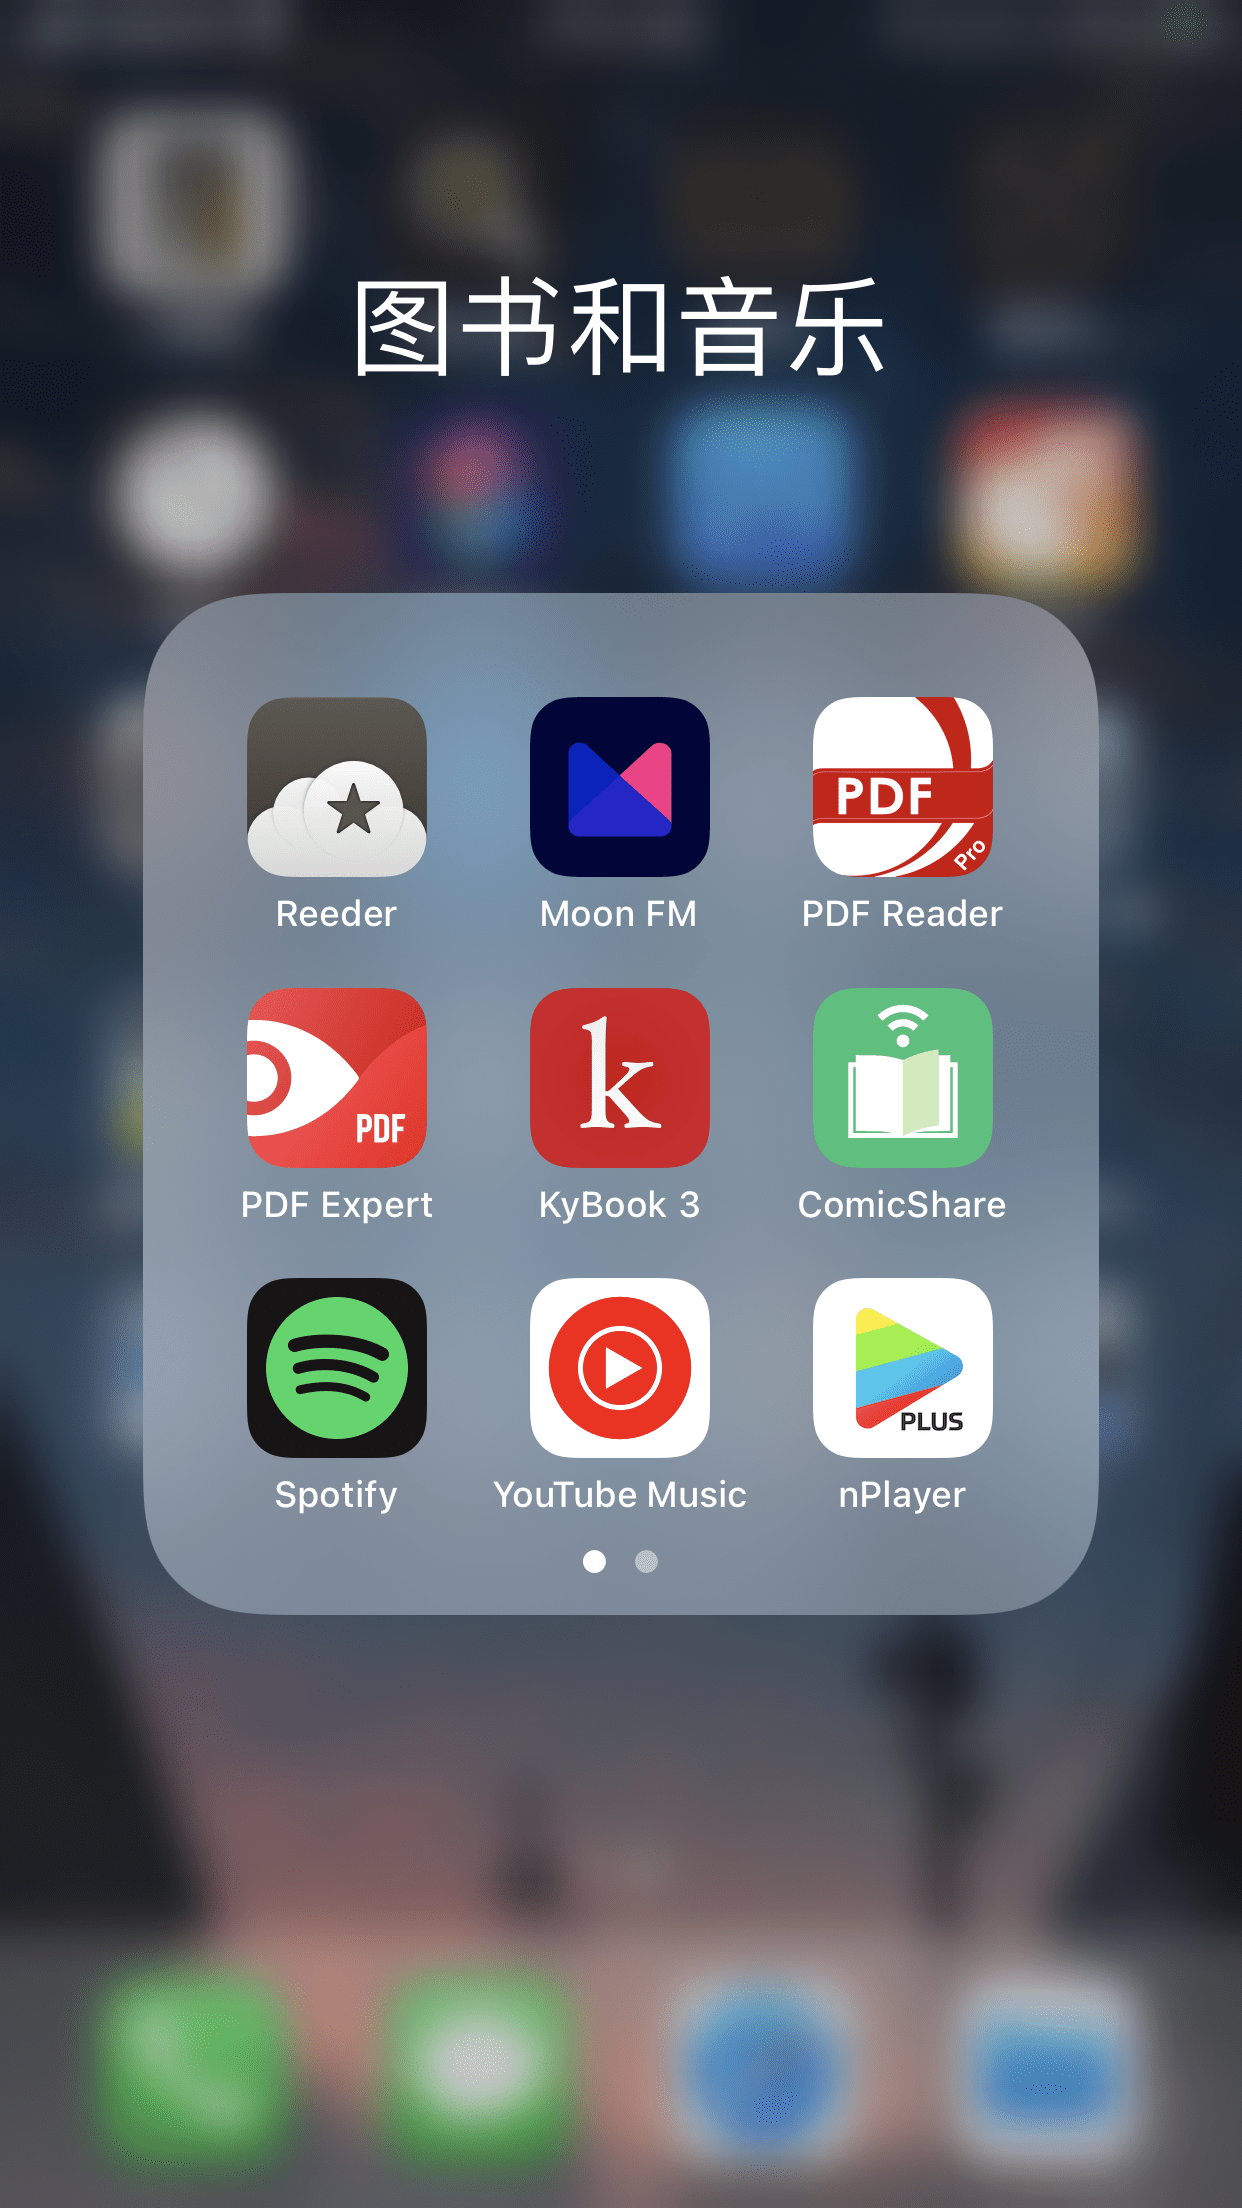 图书和音乐
PDF
Pro
Reeder
Moon FM
PDF Reader
PDF
k
PDF Expert
KyBook 3
ComicShare
PLUS
Spotify
YouTube Music
nPlayer